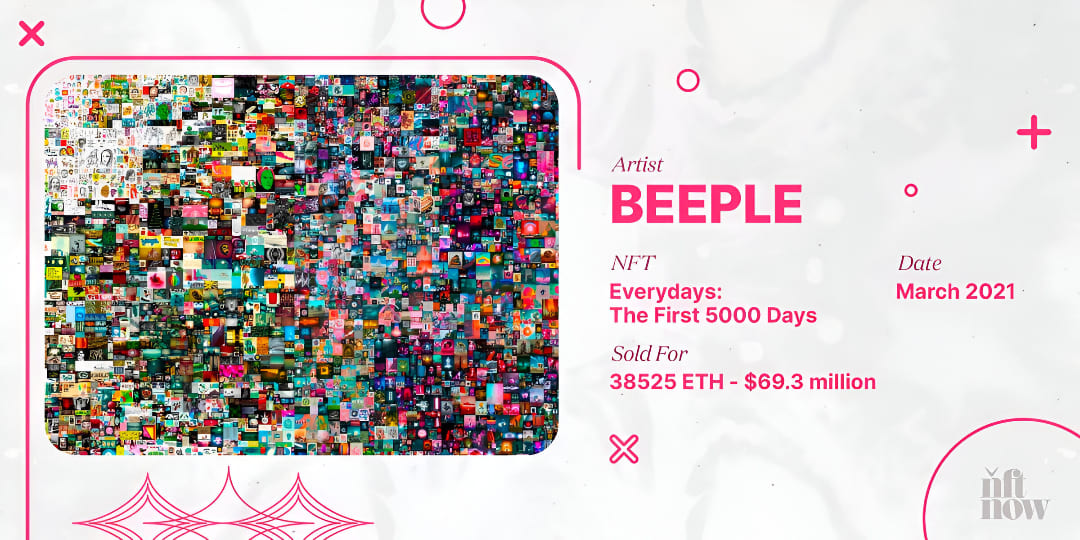 Artist
BEEPLE
NFT
Everydays:
The First 5000 Days
Date
March 2021
Sold For
38525 ETH - $69.3 million
nft
now